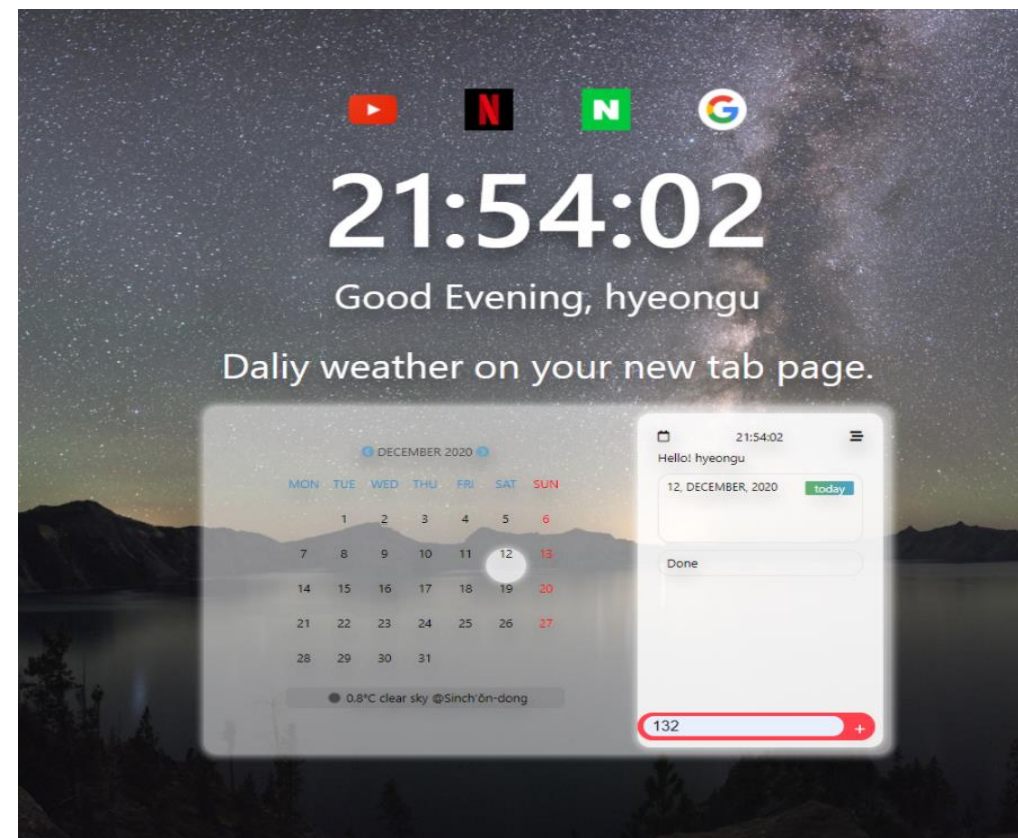 N N G
21:54:02
Good Evening, hyeongu
Daliy weather on your new tab page.
DECEMBER 2020
MON TUE WED THU FRI SAT SUN
1 2 3 4 5 6
7 8 9 10 11 12 13
14 15 16 17 18 19 20
21 22 23 24 25 26 27
28 29 30 31
0.8°C clear sky @Sinch'ŏn-dong
21:54:02
Hello! hyeongu
12, DECEMBER, 2020 today
Done
132 +